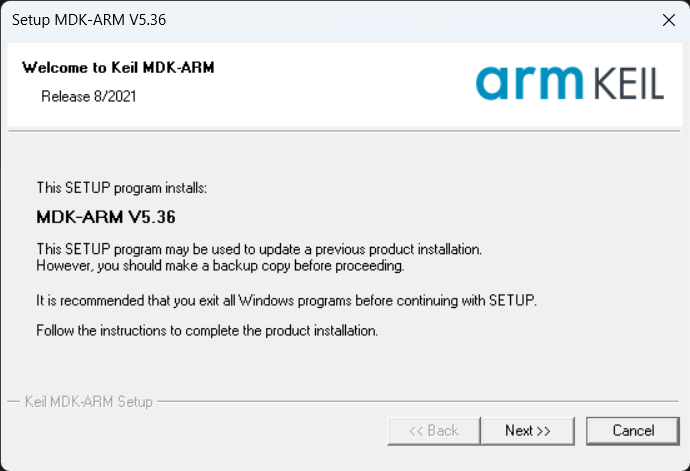 Setup MDK-ARM V5.36
Welcome to Keil MDK-ARM
Release 8/2021
arm KEIL
This SETUP program installs:
MDK-ARM V5.36
This SETUP program may be used to update a previous product installation.
However, you should make a backup copy before proceeding.
It is recommended that you exit all Windows programs before continuing with SETUP.
Follow the instructions to complete the product installation.
Keil MDK-ARM Setup
<< Back
Next >>
Cancel